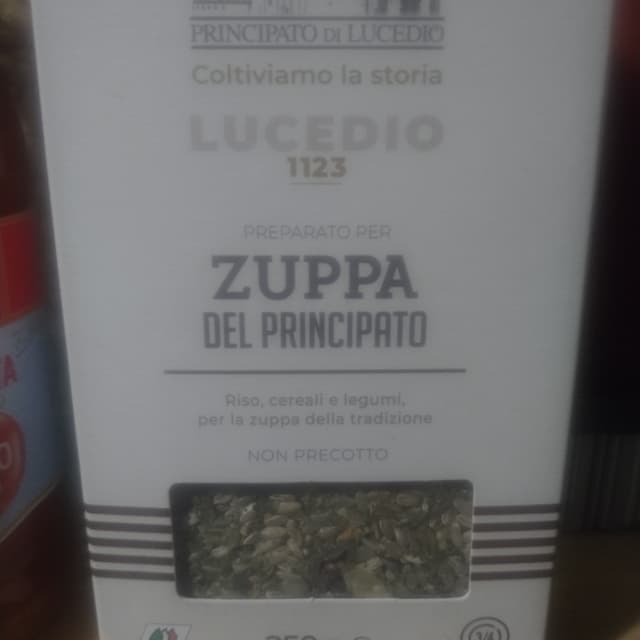 PRINCIPATO DI LUCEDIO
Coltiviamo la storia
LUCEDIO
1123
PREPARATO PER
ZUPPA
DEL PRINCIPATO
Riso, cereali e legumi,
per la zuppa della tradizione
NON PRECOTTO